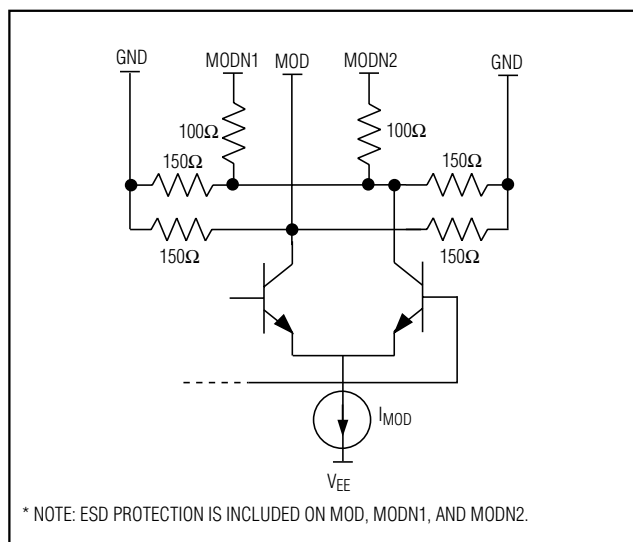 GND MODN1 MOD MODN2 GND
100Ω 100Ω
150Ω 150Ω
150Ω 150Ω
IMOD
VEE
* NOTE: ESD PROTECTION IS INCLUDED ON MOD, MODN1, AND MODN2.